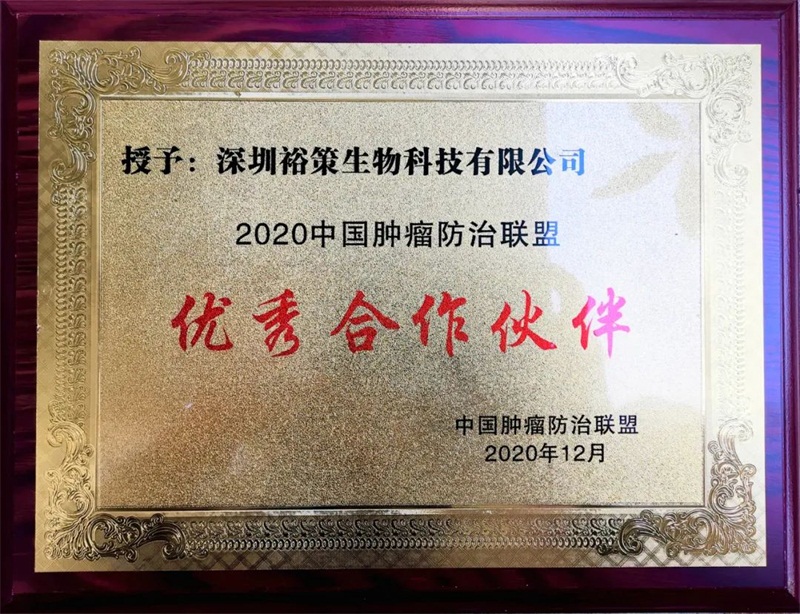 授予：深圳裕策生物科技有限公司
2020中国肿瘤防治联盟
优秀合作伙伴
中国肿瘤防治联盟
2020年12月